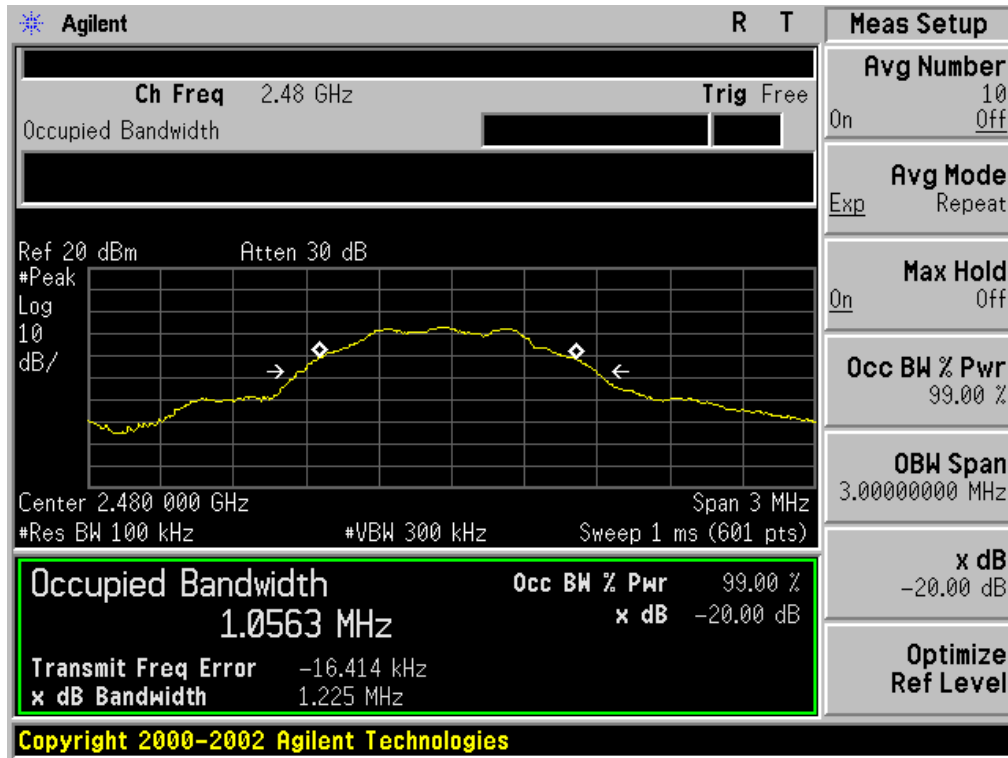 Agilent R T
Ch Freq 2.48 GHz Trig Free
Occupied Bandwidth
Ref 20 dBm Atten 30 dB
#Peak
Log
10
dB/
Center 2.480 000 GHz Span 3 MHz
#Res BW 100 kHz #VBW 300 kHz Sweep 1 ms (601 pts)
Occupied Bandwidth Occ BW % Pwr 99.00 %
1.0563 MHz x dB -20.00 dB
Transmit Freq Error -16.414 kHz
x dB Bandwidth 1.225 MHz
Copyright 2000-2002 Agilent Technologies
Meas Setup
Avg Number
10
On Off
Avg Mode
Exp Repeat
Max Hold
On Off
Occ BW % Pwr
99.00 %
OBW Span
3.00000000 MHz
x dB
-20.00 dB
Optimize
Ref Level